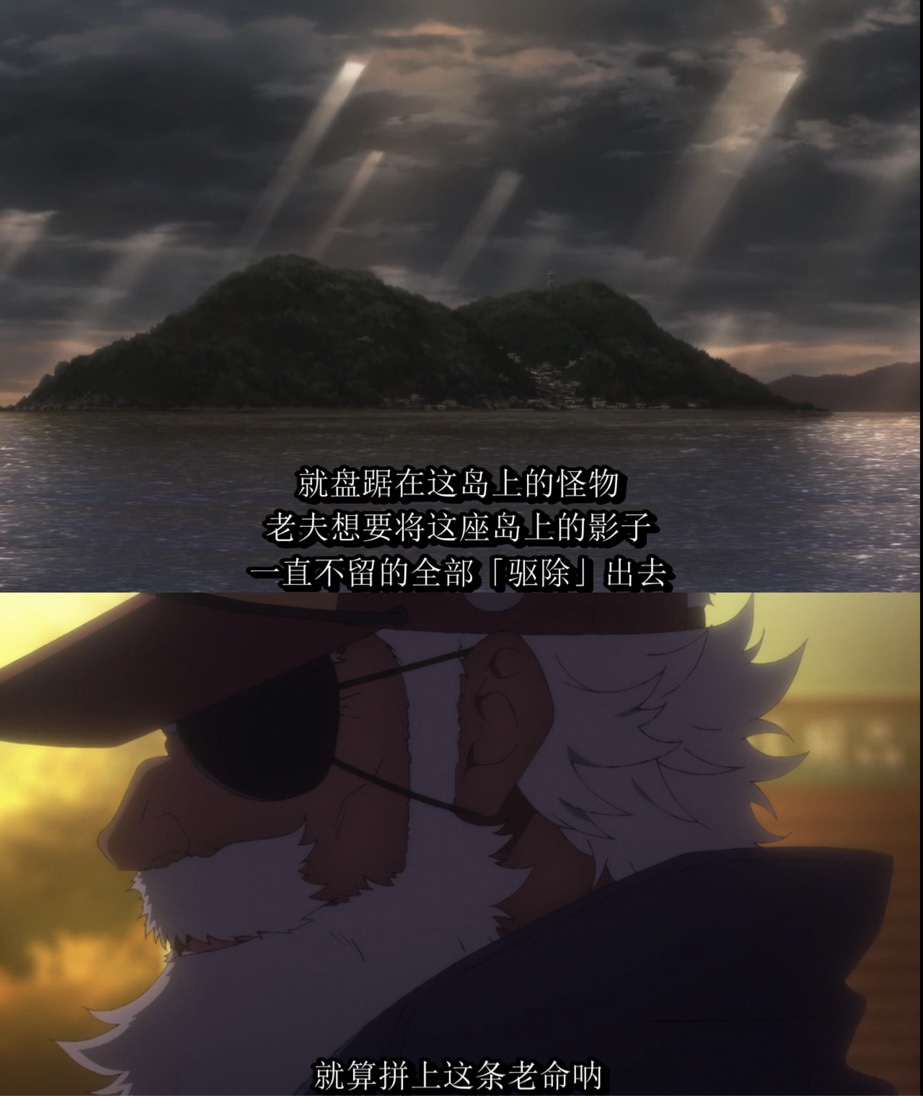 就盘踞在这岛上的怪物
老夫想要将这座岛上的影子
一直不留的全部「驱除」出去
就算拼上这条老命呐